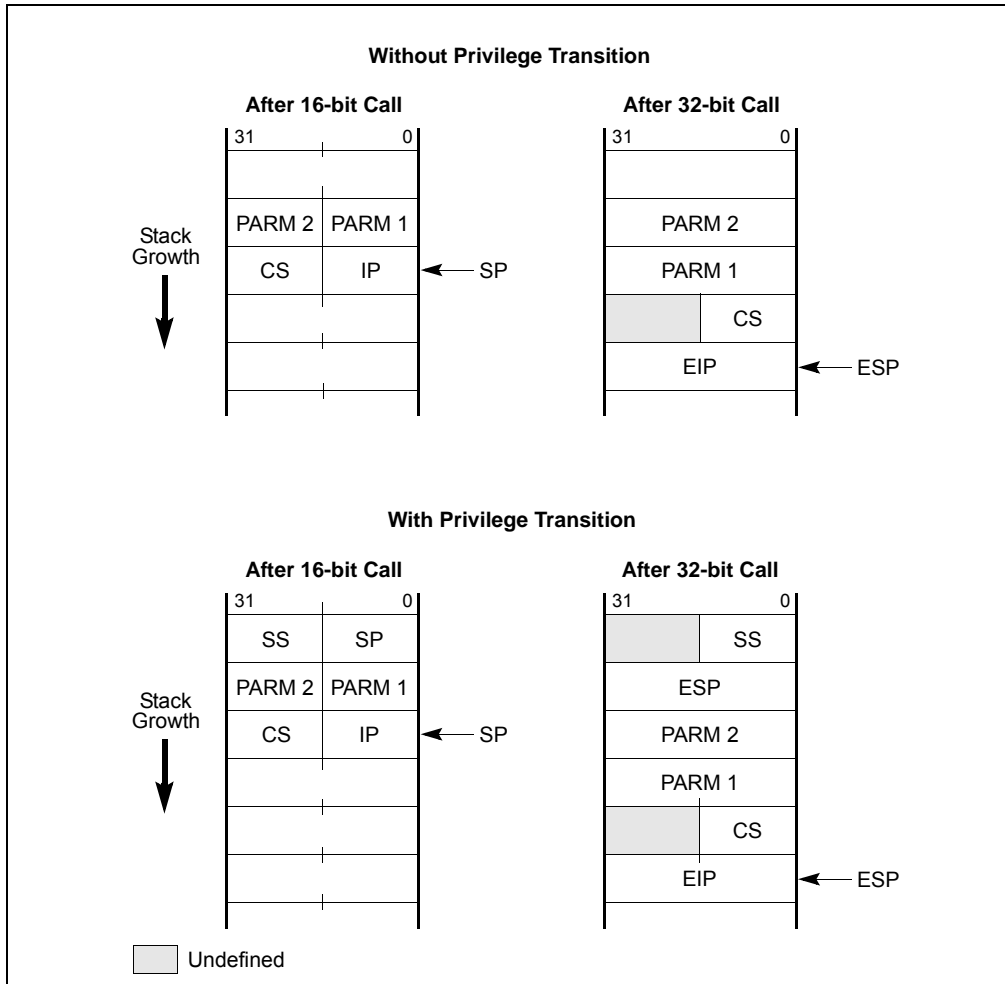 Without Privilege Transition
After 16-bit Call
After 32-bit Call
31 0
31 0
PARM 2 PARM 1
PARM 2
Stack
Growth
CS IP
SP
PARM 1
CS
EIP
ESP
With Privilege Transition
After 16-bit Call
After 32-bit Call
31 0
31 0
SS SP
SS
Stack
Growth
PARM 2 PARM 1
ESP
CS IP
SP
PARM 2
PARM 1
CS
EIP
ESP
Undefined